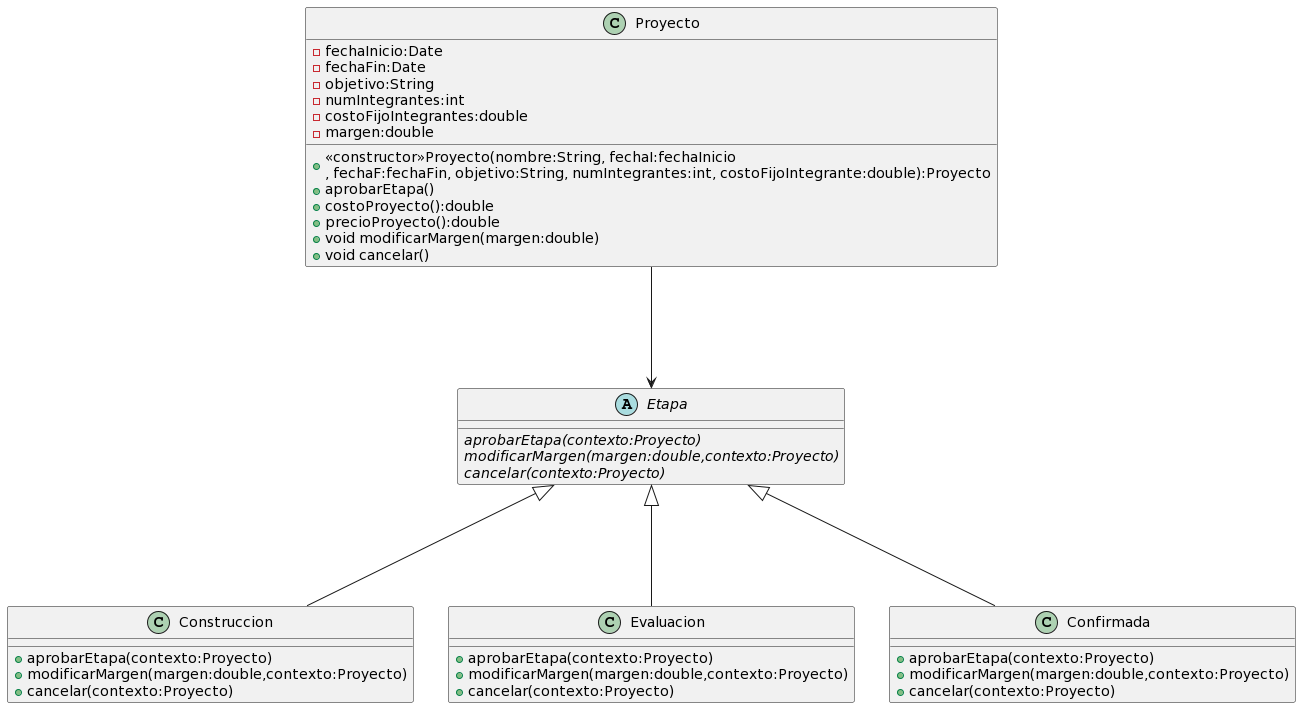 C Proyecto
fechaInicio:Date
fechaFin:Date
objetivo:String
numIntegrantes:int
costoFijoIntegrantes:double
margen:double
«constructor»Proyecto(nombre:String, fechaI:fechaInicio
, fechaF:fechaFin, objetivo:String, numIntegrantes:int, costoFijoIntegrante:double):Proyecto
aprobarEtapa()
costoProyecto():double
precioProyecto():double
void modificarMargen(margen:double)
void cancelar()
A Etapa
aprobarEtapa(contexto:Proyecto)
modificarMargen(margen:double,contexto:Proyecto)
cancelar(contexto:Proyecto)
C Construccion
aprobarEtapa(contexto:Proyecto)
modificarMargen(margen:double,contexto:Proyecto)
cancelar(contexto:Proyecto)
C Evaluacion
aprobarEtapa(contexto:Proyecto)
modificarMargen(margen:double,contexto:Proyecto)
cancelar(contexto:Proyecto)
C Confirmada
aprobarEtapa(contexto:Proyecto)
modificarMargen(margen:double,contexto:Proyecto)
cancelar(contexto:Proyecto)